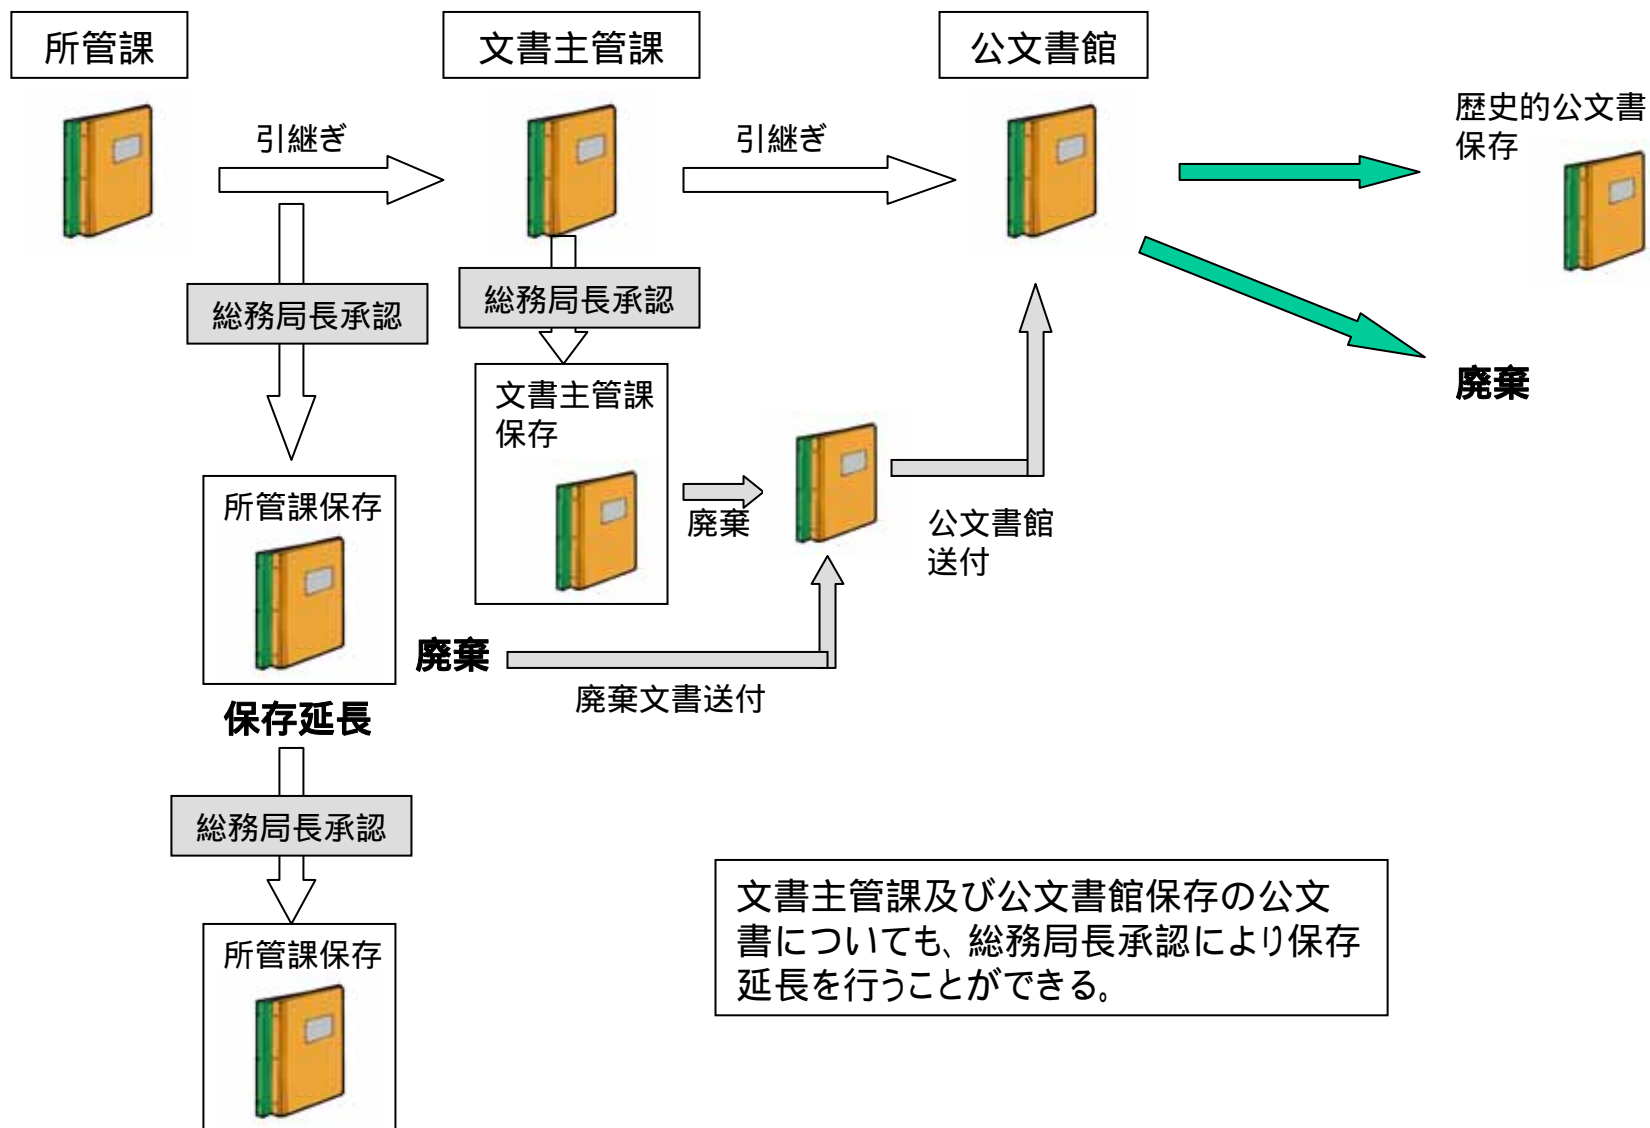 所管課
文書主管課
公文書館
引継ぎ
引継ぎ
歴史的公文書
保存
総務局長承認
総務局長承認
文書主管課
保存
廃棄
廃棄
公文書館
送付
所管課保存
廃棄
廃棄文書送付
保存延長
総務局長承認
所管課保存
文書主管課及び公文書館保存の公文
書についても、総務局長承認により保存
延長を行うことができる。